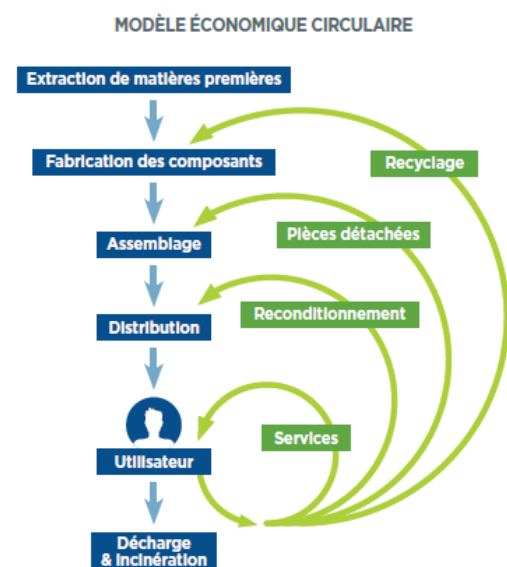 MODÈLE ÉCONOMIQUE CIRCULAIRE
Extraction de matières premières
Fabrication des composants
Recyclage
Pièces détachées
Assemblage
Reconditionnement
Distribution
Services
Utilisateur
Décharge
& Incinération